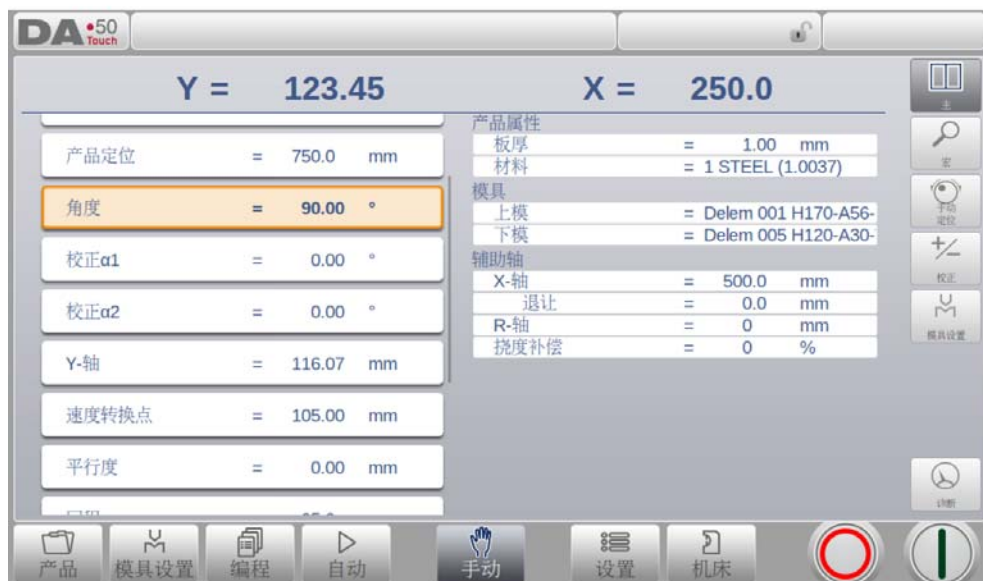 DA•50
Touch
Y = 123.45 X = 250.0
产品定位 = 750.0 mm
角度 = 90.00 °
校正α1 = 0.00 °
校正α2 = 0.00 °
Y-轴 = 116.07 mm
速度转换点 = 105.00 mm
平行度 = 0.00 mm
产品属性
板厚 = 1.00 mm
材料 = 1 STEEL (1.0037)
模具
上模 = Delem 001 H170-A56-
下模 = Delem 005 H120-A30-
辅助轴
X-轴 = 500.0 mm
退让 = 0.0 mm
R-轴 = 0 mm
挠度补偿 = 0 %
主
宏
手动
定位
校正
模具设置
诊断
产品 模具设置 编程 自动 手动 设置 机床